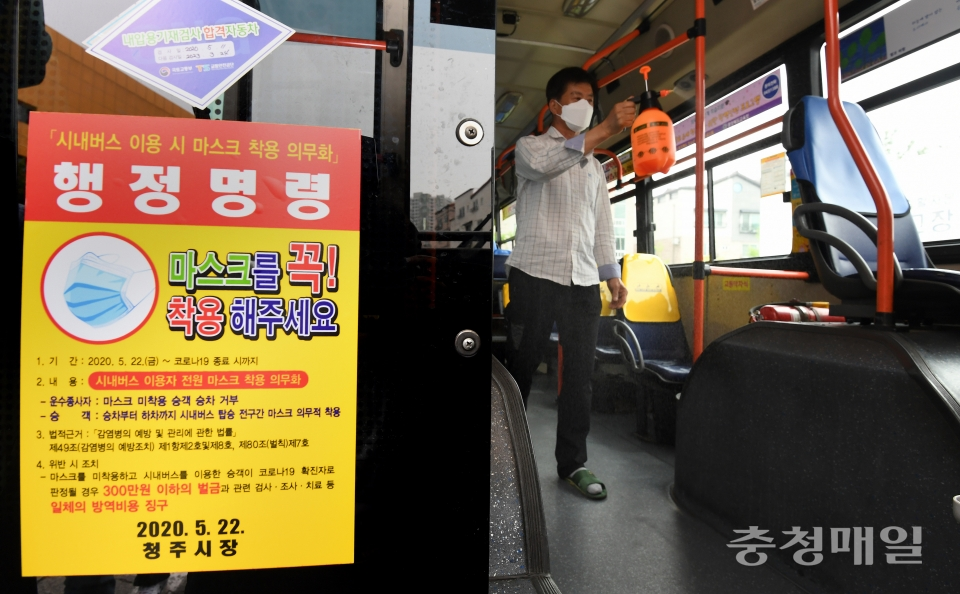 내압용기재검사 합격자동차
「시내버스 이용 시 마스크 착용 의무화」
행정명령
마스크를 꼭!
착용 해주세요
1. 기 간 : 2020. 5. 22.(금) ~ 코로나19 종료 시까지
2. 내 용 : 시내버스 이용자 전원 마스크 착용 의무화
- 운수종사자 : 마스크 미착용 승객 승차 거부
- 승 객 : 승차부터 하차까지 시내버스 탑승 전구간 마스크 의무적 착용
3. 법적근거 : 「감염병의 예방 및 관리에 관한 법률」
제49조(감염병의 예방조치) 제1항제2호및제8호, 제80조(벌칙)제7호
4. 위반 시 조치
- 마스크를 미착용하고 시내버스를 이용한 승객이 코로나19 확진자로
판정될 경우 300만원 이하의 벌금과 관련 검사·조사·치료 등
일체의 방역비용 징구
2020. 5. 22.
청주시장
충청매일